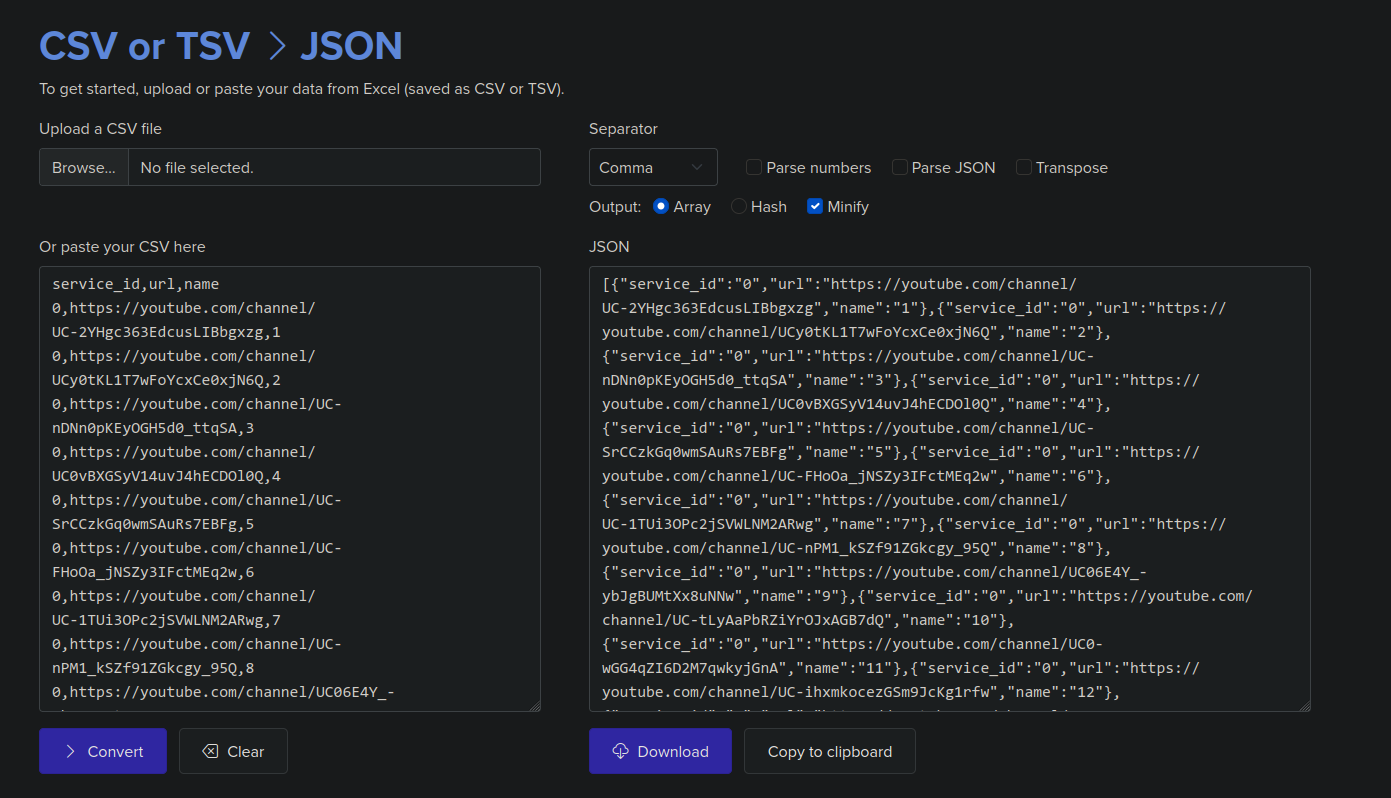 CSV or TSV > JSON
To get started, upload or paste your data from Excel (saved as CSV or TSV).
Upload a CSV file
Browse... No file selected.
Separator
Comma
Parse numbers
Parse JSON
Transpose
Output: Array Hash Minify
Or paste your CSV here
service_id,url,name
0,https://youtube.com/channel/
UC-2YHgc363EdcusLIBbgxzg,1
0,https://youtube.com/channel/
UCy0tKL1T7wFoYcxCe0xjN6Q,2
0,https://youtube.com/channel/UC-
nDNn0pKEyOGH5d0_ttqSA,3
0,https://youtube.com/channel/
UC0vBXGSyV14uvJ4hECDOl0Q,4
0,https://youtube.com/channel/UC-
SrCCzkGq0wmSAuRs7EBFg,5
0,https://youtube.com/channel/UC-
FHoOa_jNSZy3IFctMEq2w,6
0,https://youtube.com/channel/
UC-1TUi3OPc2jSVWLNM2ARwg,7
0,https://youtube.com/channel/UC-
nPM1_kSZf91ZGkcgy_95Q,8
0,https://youtube.com/channel/UC06E4Y_-
JSON
[{"service_id":"0","url":"https://youtube.com/channel/
UC-2YHgc363EdcusLIBbgxzg","name":"1"},{"service_id":"0","url":"https://
youtube.com/channel/UCy0tKL1T7wFoYcxCe0xjN6Q","name":"2"},
{"service_id":"0","url":"https://youtube.com/channel/UC-
nDNn0pKEyOGH5d0_ttqSA","name":"3"},{"service_id":"0","url":"https://
youtube.com/channel/UC0vBXGSyV14uvJ4hECDOl0Q","name":"4"},
{"service_id":"0","url":"https://youtube.com/channel/UC-
SrCCzkGq0wmSAuRs7EBFg","name":"5"},{"service_id":"0","url":"https://
youtube.com/channel/UC-FHoOa_jNSZy3IFctMEq2w","name":"6"},
{"service_id":"0","url":"https://youtube.com/channel/
UC-1TUi3OPc2jSVWLNM2ARwg","name":"7"},{"service_id":"0","url":"https://
youtube.com/channel/UC-nPM1_kSZf91ZGkcgy_95Q","name":"8"},
{"service_id":"0","url":"https://youtube.com/channel/UC06E4Y_-
ybJgBUMtXx8uNNw","name":"9"},{"service_id":"0","url":"https://youtube.com/
channel/UC-tLyAaPbRZiYrOJxAGB7dQ","name":"10"},
{"service_id":"0","url":"https://youtube.com/channel/UC0-
wGG4qZI6D2M7qwkyjGnA","name":"11"},{"service_id":"0","url":"https://
youtube.com/channel/UC-ihxmkocezGSm9JcKg1rfw","name":"12"},
Convert
Clear
Download
Copy to clipboard